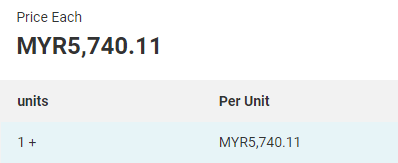 Price Each
MYR5,740.11
units Per Unit
1 + MYR5,740.11